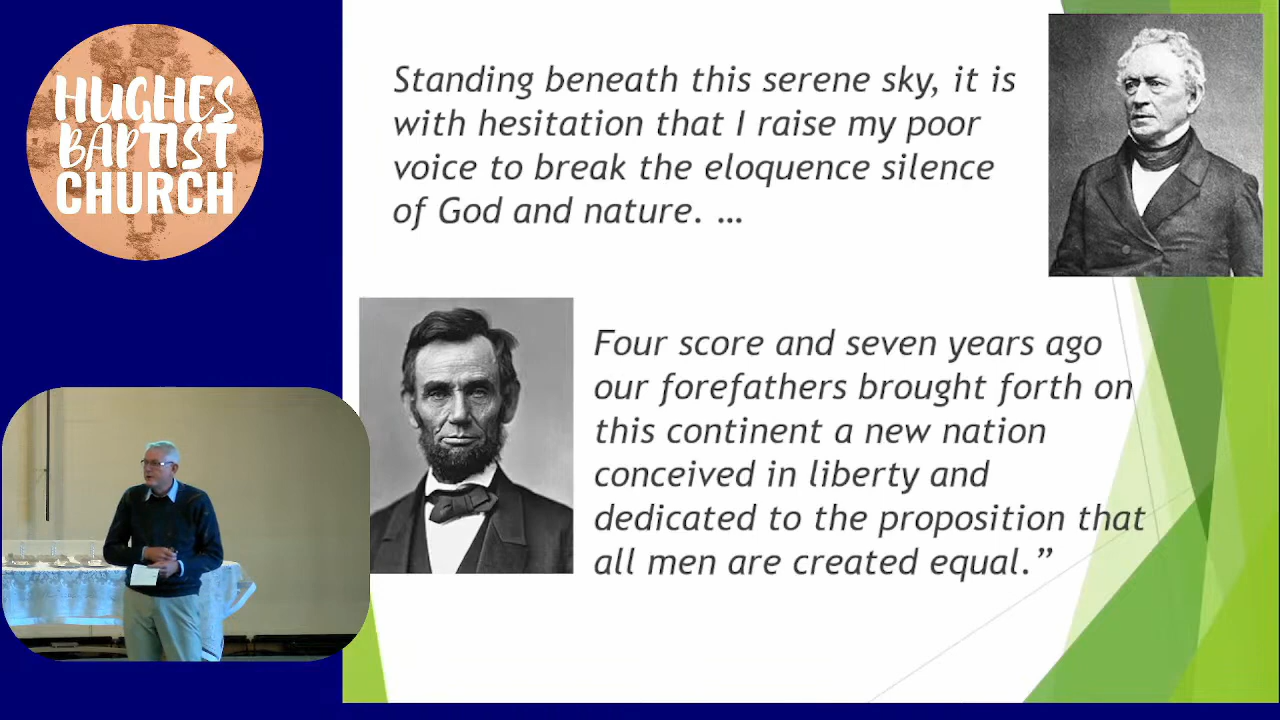 HUGHES
BAPTIST
CHURCH
Standing beneath this serene sky, it is
with hesitation that I raise my poor
voice to break the eloquence silence
of God and nature. …
Four score and seven years ago
our forefathers brought forth on
this continent a new nation
conceived in liberty and
dedicated to the proposition that
all men are created equal.”